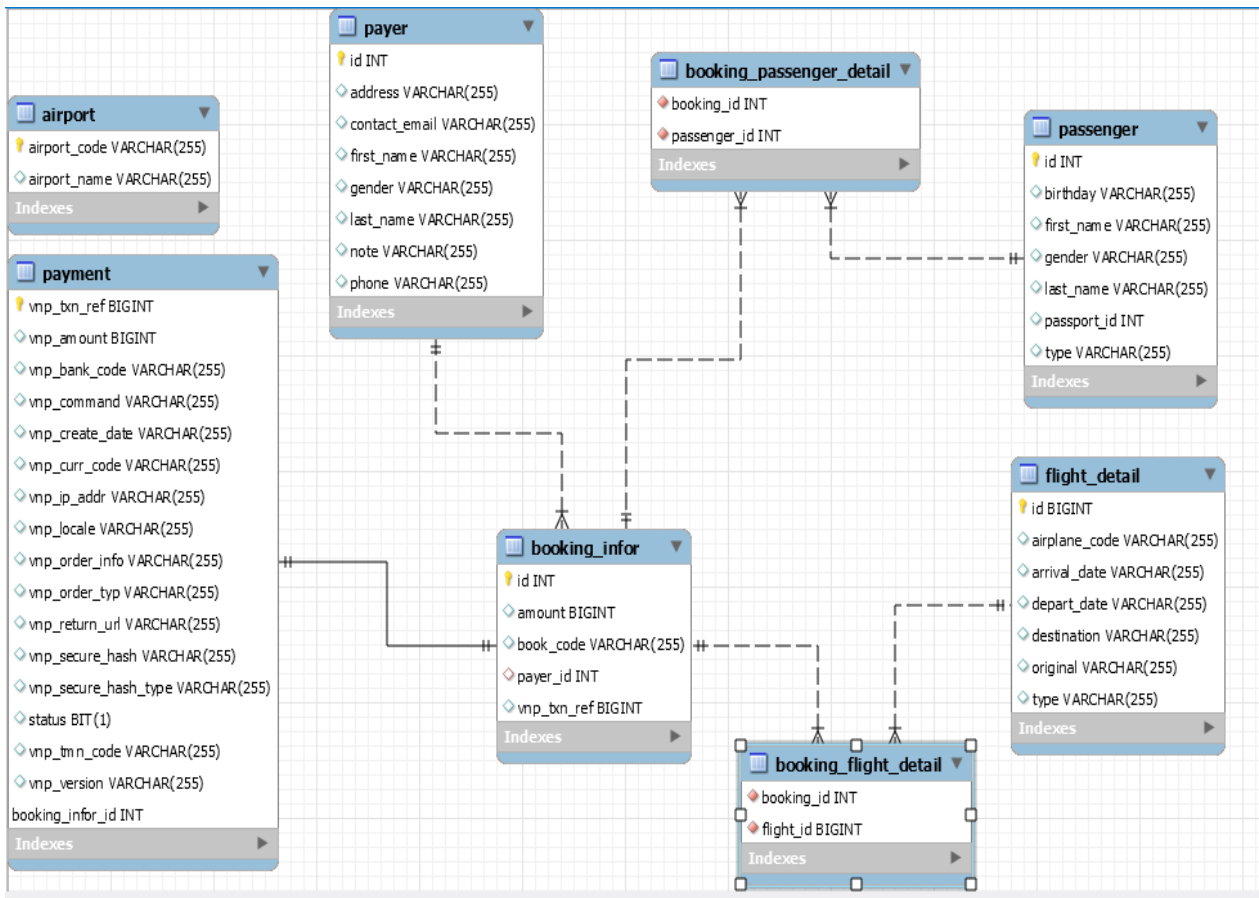 payer
id INT
address VARCHAR(255)
contact_email VARCHAR(255)
first_name VARCHAR(255)
gender VARCHAR(255)
last_name VARCHAR(255)
note VARCHAR(255)
phone VARCHAR(255)
Indexes
booking_passenger_detail
booking_id INT
passenger_id INT
Indexes
airport
airport_code VARCHAR(255)
airport_name VARCHAR(255)
Indexes
passenger
id INT
birthday VARCHAR(255)
first_name VARCHAR(255)
gender VARCHAR(255)
last_name VARCHAR(255)
passport_id INT
type VARCHAR(255)
Indexes
payment
vnp_txn_ref BIGINT
vnp_amount BIGINT
vnp_bank_code VARCHAR(255)
vnp_command VARCHAR(255)
vnp_create_date VARCHAR(255)
vnp_curr_code VARCHAR(255)
vnp_ip_addr VARCHAR(255)
vnp_locale VARCHAR(255)
vnp_order_info VARCHAR(255)
vnp_order_typ VARCHAR(255)
vnp_return_url VARCHAR(255)
vnp_secure_hash VARCHAR(255)
vnp_secure_hash_type VARCHAR(255)
status BIT(1)
vnp_tmn_code VARCHAR(255)
vnp_version VARCHAR(255)
booking_infor_id INT
Indexes
booking_infor
id INT
amount BIGINT
book_code VARCHAR(255)
payer_id INT
vnp_txn_ref BIGINT
Indexes
flight_detail
id BIGINT
airplane_code VARCHAR(255)
arrival_date VARCHAR(255)
depart_date VARCHAR(255)
destination VARCHAR(255)
original VARCHAR(255)
type VARCHAR(255)
Indexes
booking_flight_detail
booking_id INT
flight_id BIGINT
Indexes